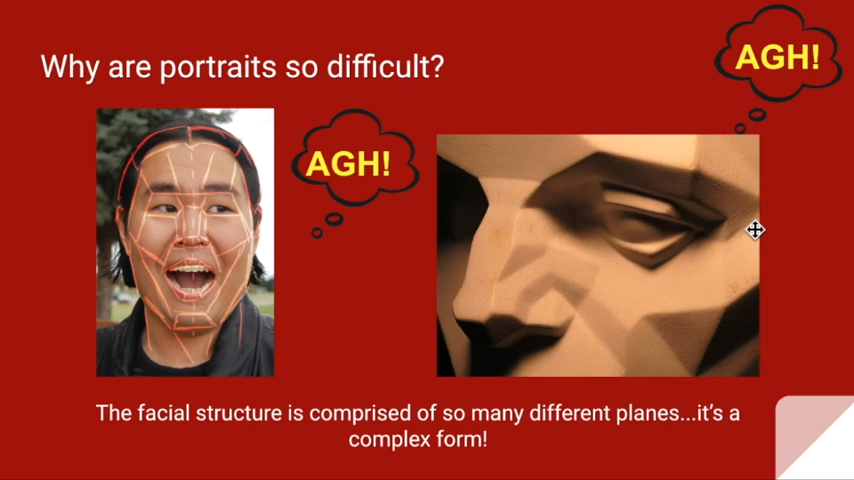 AGH!
Why are portraits so difficult?
AGH!
The facial structure is comprised of so many different planes...it's a
complex form!